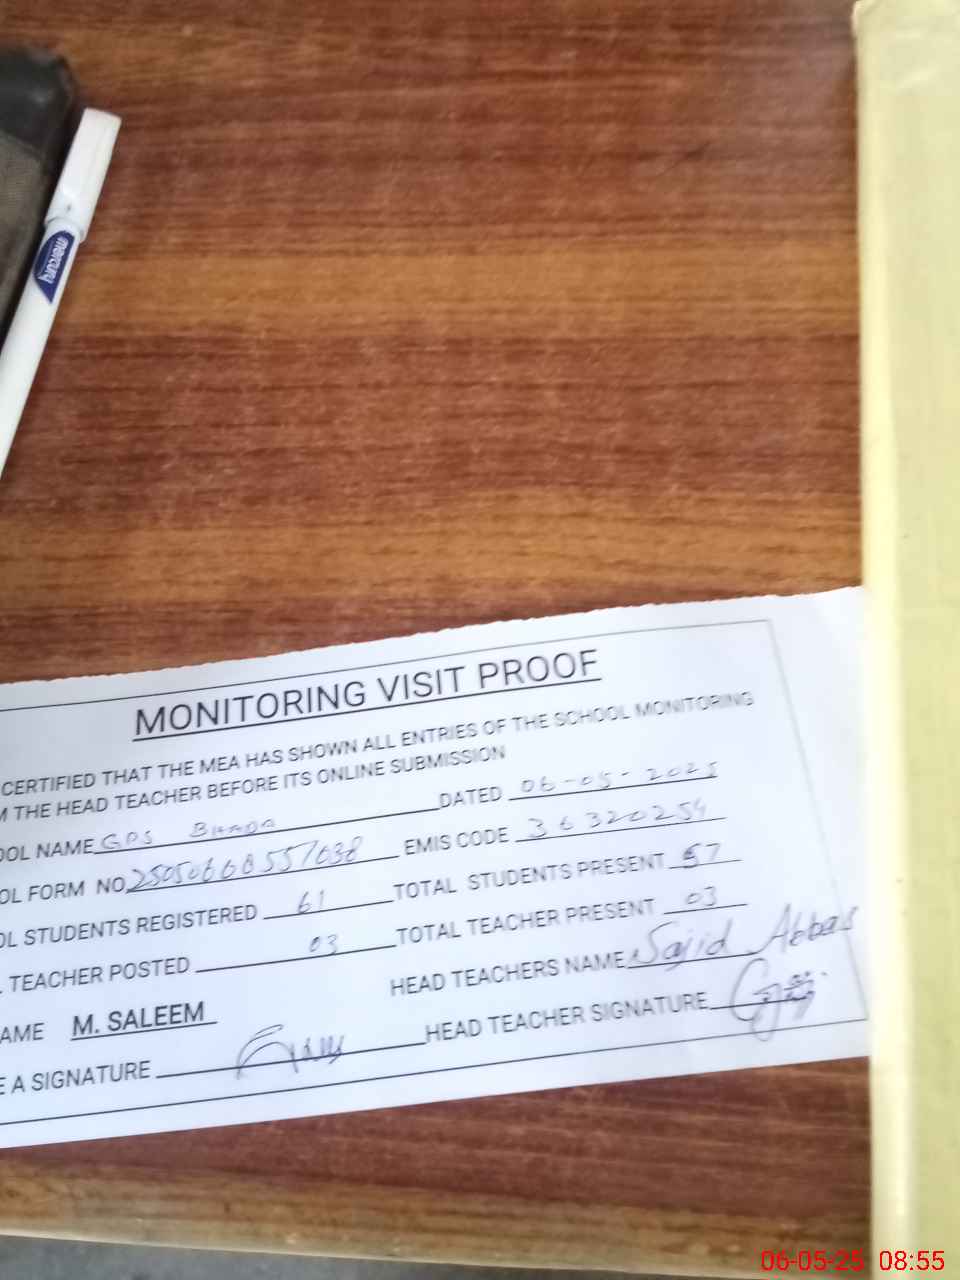 mercury
MONITORING VISIT PROOF
CERTIFIED THAT THE MEA HAS SHOWN ALL ENTRIES OF THE SCHOOL MONITORING
M THE HEAD TEACHER BEFORE ITS ONLINE SUBMISSION
DATED 06-05-2025
OOL NAME GPS
OL FORM NO. EMIS CODE 36320254
OL STUDENTS REGISTERED 61 TOTAL STUDENTS PRESENT 57
TEACHER POSTED 03 TOTAL TEACHER PRESENT 03
AME M. SALEEM HEAD TEACHERS NAME Sajid Abbas
E A SIGNATURE HEAD TEACHER SIGNATURE
06-05-25 08:55